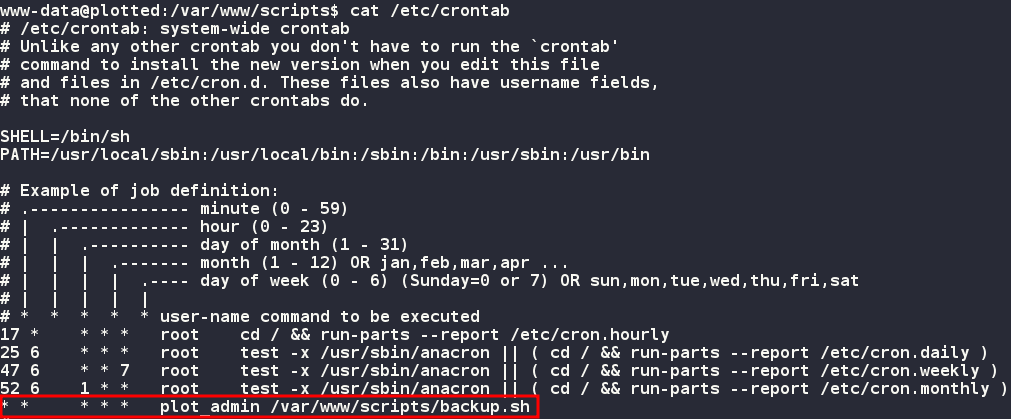 www-data@plotted:/var/www/scripts$ cat /etc/crontab
# /etc/crontab: system-wide crontab
# Unlike any other crontab you don't have to run the `crontab'
# command to install the new version when you edit this file
# and files in /etc/cron.d. These files also have username fields,
# that none of the other crontabs do.

SHELL=/bin/sh
PATH=/usr/local/sbin:/usr/local/bin:/sbin:/bin:/usr/sbin:/usr/bin

# Example of job definition:
# .---------------- minute (0 - 59)
# |  .------------- hour (0 - 23)
# |  |  .---------- day of month (1 - 31)
# |  |  |  .------- month (1 - 12) OR jan,feb,mar,apr ...
# |  |  |  |  .---- day of week (0 - 6) (Sunday=0 or 7) OR sun,mon,tue,wed,thu,fri,sat
# |  |  |  |  |
# *  *  *  *  * user-name command to be executed
17 *    * * *   root    cd / && run-parts --report /etc/cron.hourly
25 6    * * *   root    test -x /usr/sbin/anacron || ( cd / && run-parts --report /etc/cron.daily )
47 6    * * 7   root    test -x /usr/sbin/anacron || ( cd / && run-parts --report /etc/cron.weekly )
52 6    1 * *   root    test -x /usr/sbin/anacron || ( cd / && run-parts --report /etc/cron.monthly )
* *     * * *   plot_admin /var/www/scripts/backup.sh
#